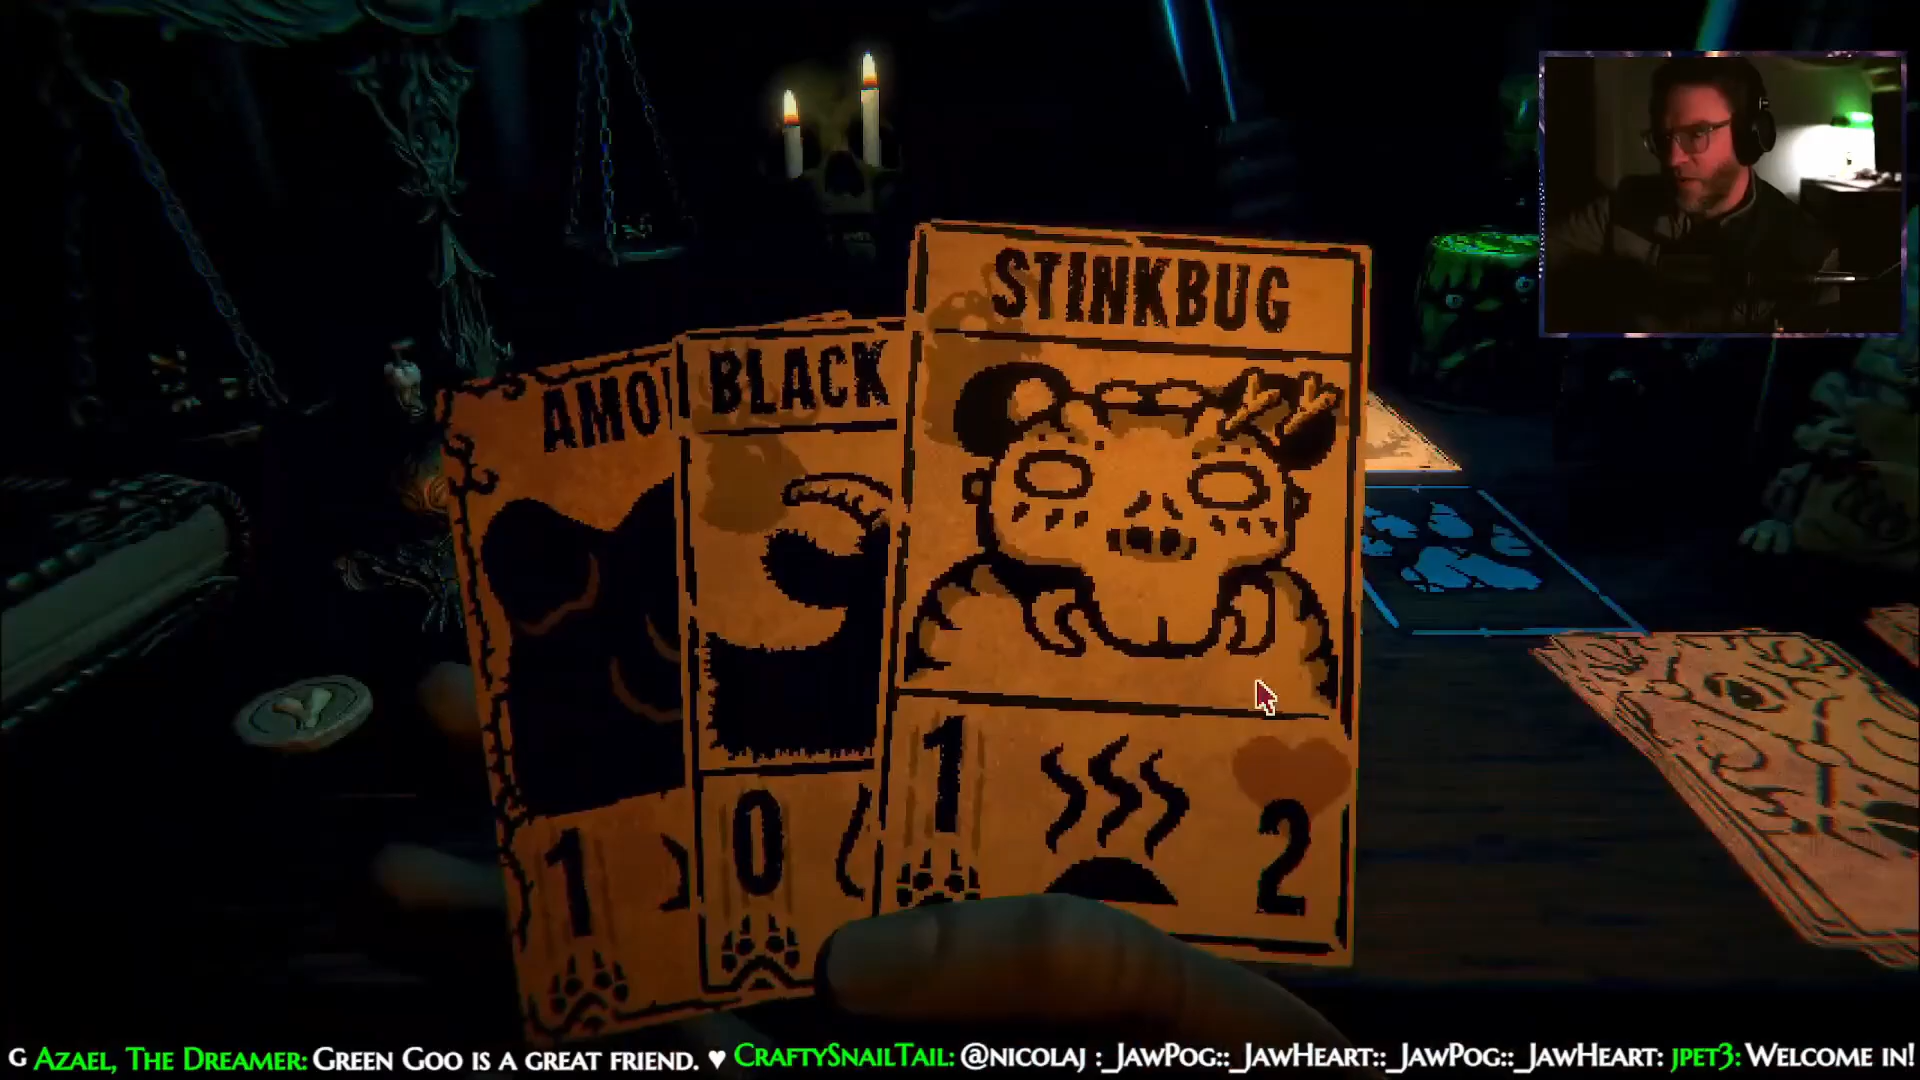 STINKBUG
BLACK
AMO
1
0
1
2
G AZAEL, THE DREAMER: GREEN GOO IS A GREAT FRIEND. ♥ CRAFTYSNAILTAIL: @NICOLAJ :_JAWPOG::_JAWHEART::_JAWPOG::_JAWHEART: JPET3: WELCOME IN!